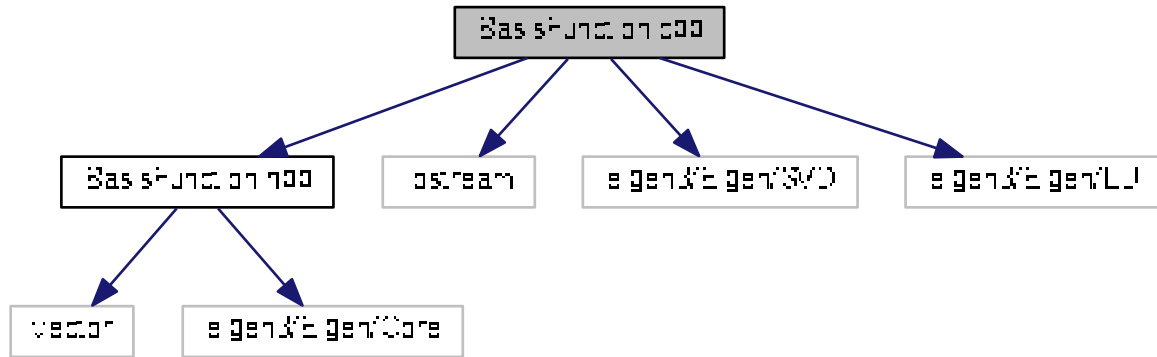 BasisFunction.cpp
BasisFunction.hpp
iostream
eigen3/Eigen/SVD
eigen3/Eigen/LU
vector
eigen3/Eigen/Core